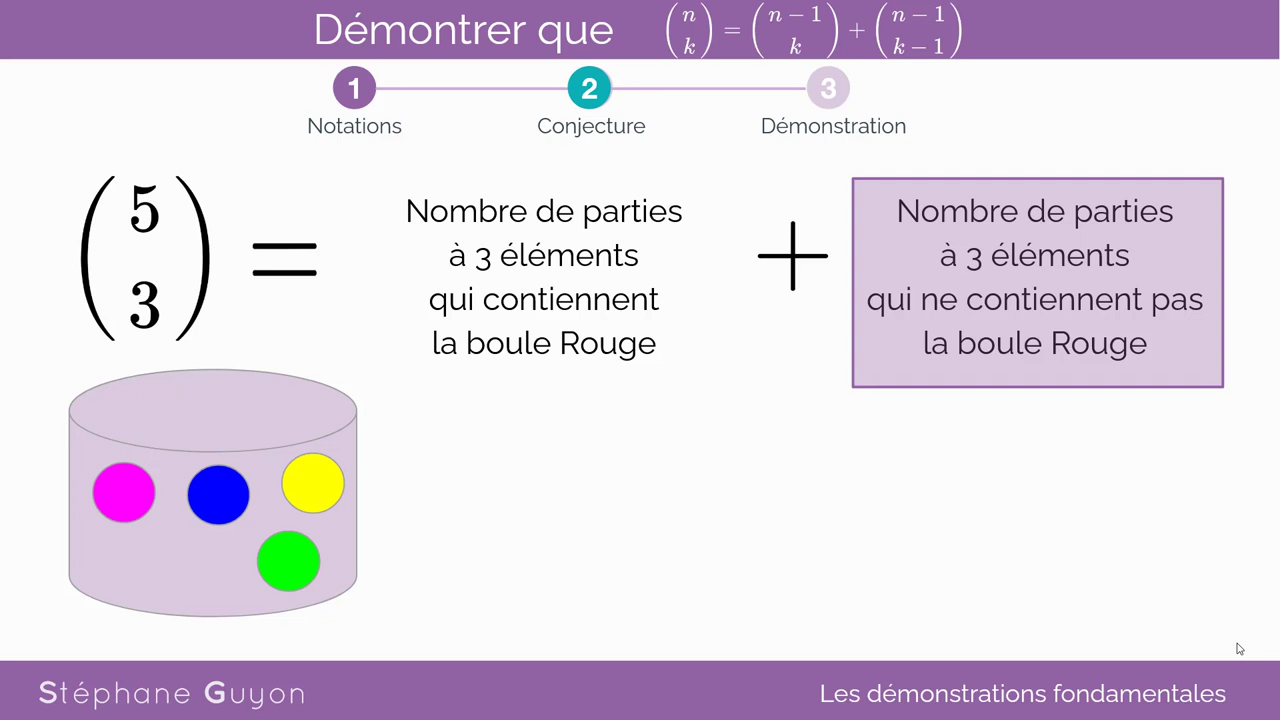 Démontrer que (n k) = (n − 1 k) + (n − 1 k − 1)
1 2 3
Notations Conjecture Démonstration
(5 3) =
Nombre de parties
à 3 éléments
qui contiennent
la boule Rouge
+
Nombre de parties
à 3 éléments
qui ne contiennent pas
la boule Rouge
Stéphane Guyon
Les démonstrations fondamentales